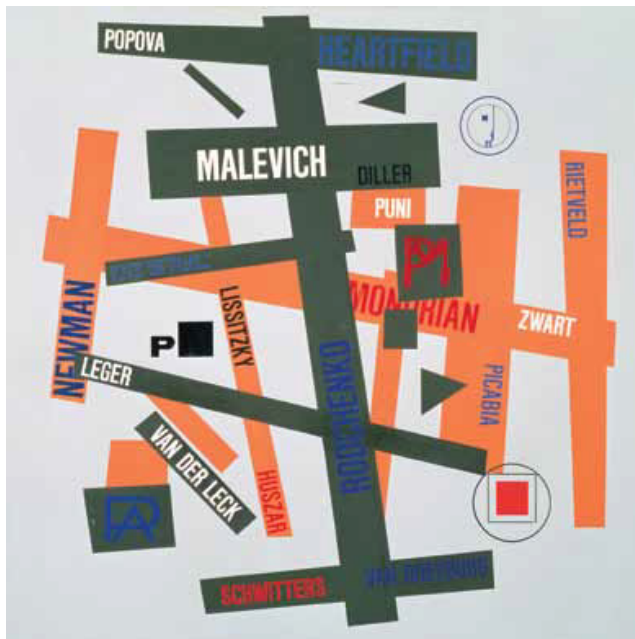 POPOVA
HEARTFIELD
MALEVICH
DILLER
PUNI
RIETVELD
LISSITZKY
MONDRIAN
ZWART
NEWMAN
P
LEGER
RODCHENKO
PICABIA
VAN DER LECK
HUSZAR
SCHWITTERS
VAN DOESBURG